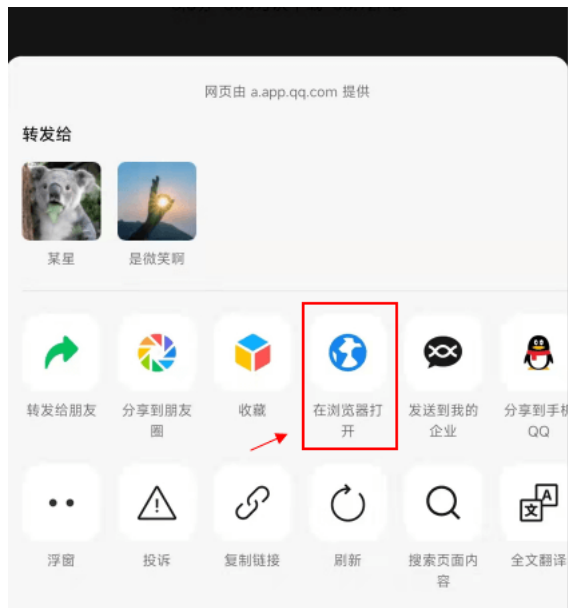 网页由 a.app.qq.com 提供
转发给
某星
是微笑啊
转发给朋友
分享到朋友
圈
收藏
在浏览器打
开
发送到我的
企业
分享到手机
QQ
浮窗
投诉
复制链接
刷新
搜索页面内
容
全文翻译